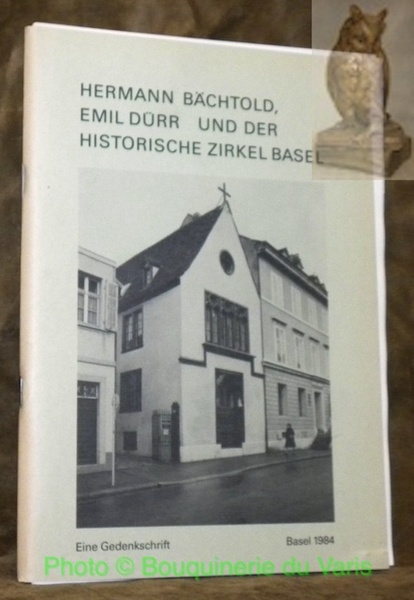 HERMANN BÄCHTOLD,
EMIL DÜRR UND DER
HISTORISCHE ZIRKEL BASEL
Eine Gedenkschrift Basel 1984
Photo © Bouquinerie du Varis